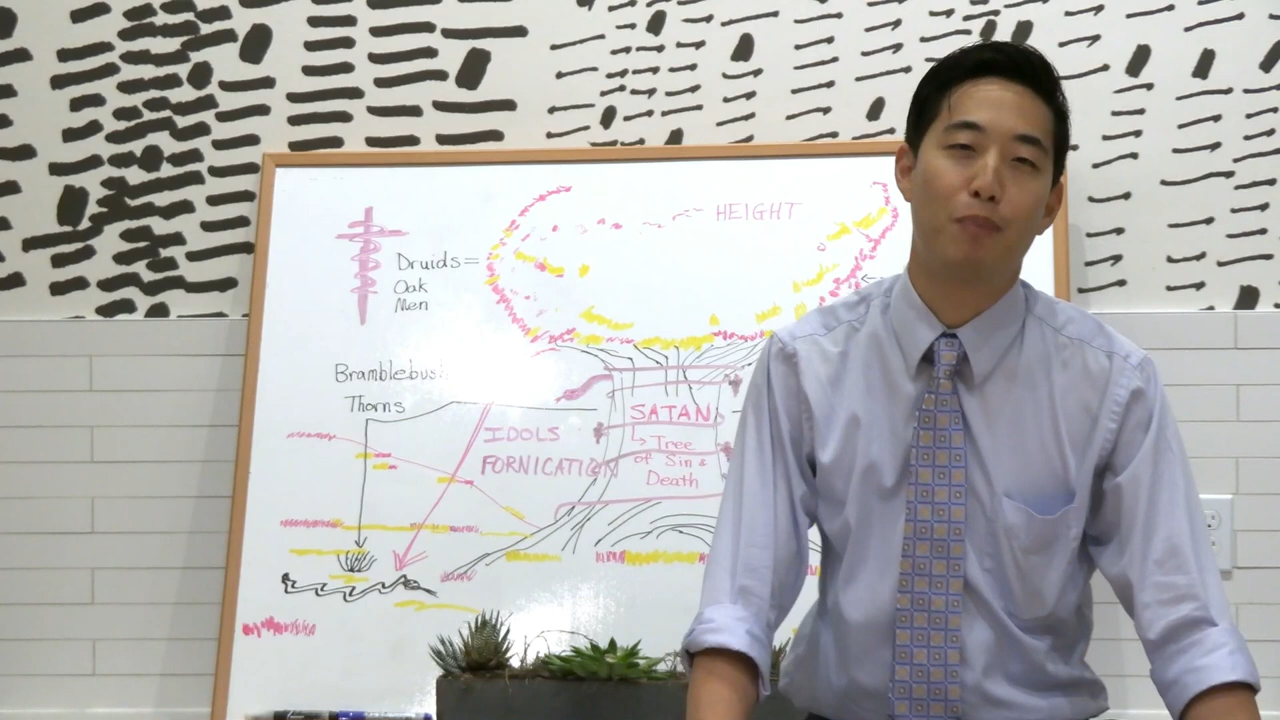 HEIGHT
Druids=
Oak
Men
Bramblebush
Thorns
IDOLS
FORNICATION
SATAN
Tree
of Sin &
Death